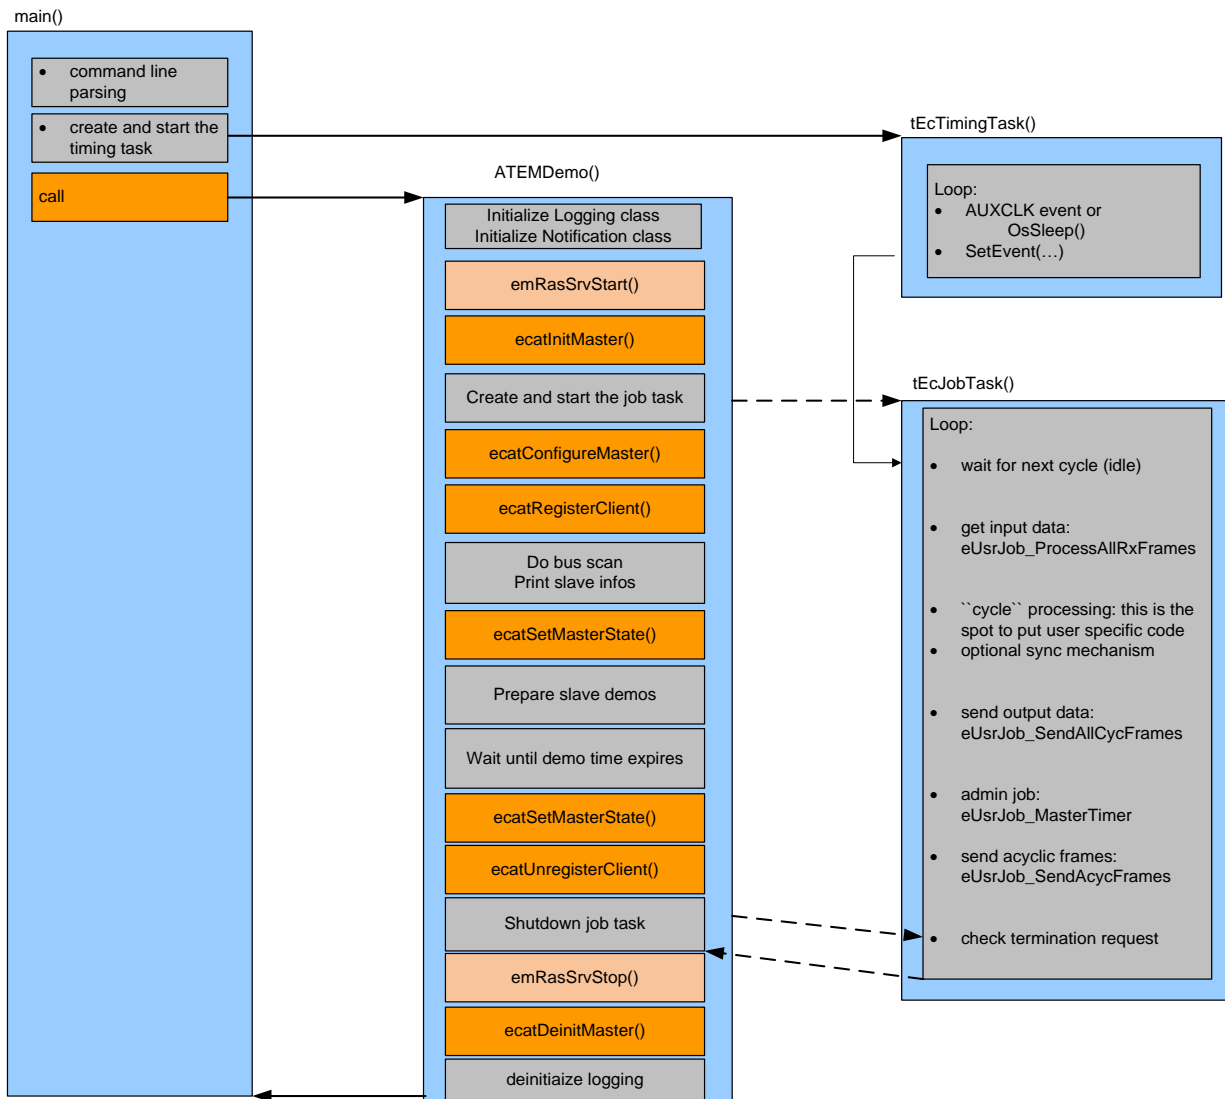 main()
• command line
parsing
• create and start the
timing task
call
ATEMDemo()
Initialize Logging class
Initialize Notification class
emRasSrvStart()
ecatInitMaster()
Create and start the job task
ecatConfigureMaster()
ecatRegisterClient()
Do bus scan
Print slave infos
ecatSetMasterState()
Prepare slave demos
Wait until demo time expires
ecatSetMasterState()
ecatUnregisterClient()
Shutdown job task
emRasSrvStop()
ecatDeinitMaster()
deinitiaize logging
tEcTimingTask()
Loop:
• AUXCLK event or
OsSleep()
• SetEvent(…)
tEcJobTask()
Loop:
• wait for next cycle (idle)
• get input data:
eUsrJob_ProcessAllRxFrames
• ``cycle`` processing: this is the
spot to put user specific code
• optional sync mechanism
• send output data:
eUsrJob_SendAllCycFrames
• admin job:
eUsrJob_MasterTimer
• send acyclic frames:
eUsrJob_SendAcycFrames
• check termination request